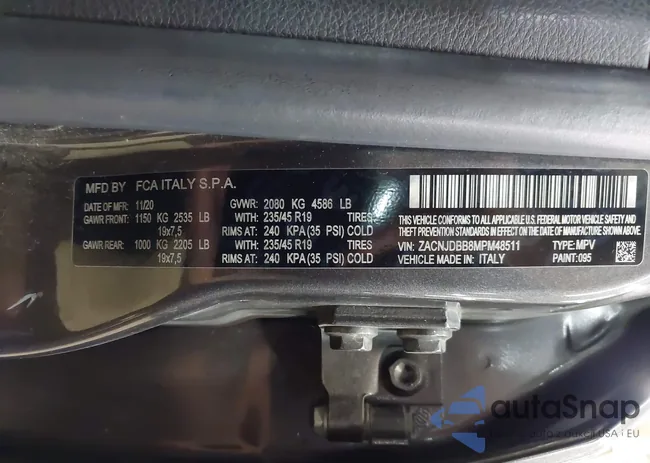 MFD BY FCA ITALY S.P.A.
DATE OF MFR: 11/20 GVWR: 2080 KG 4586 LB
GAWR FRONT: 1150 KG 2535 LB WITH: 235/45 R19 TIRES
19x7,5 RIMS AT: 240 KPA (35 PSI) COLD
GAWR REAR: 1000 KG 2205 LB WITH: 235/45 R19 TIRES
19x7,5 RIMS AT: 240 KPA (35 PSI) COLD
THIS VEHICLE CONFORMS TO ALL APPLICABLE
U.S.A. FEDERAL MOTOR VEHICLE SAFETY AND
THEFT PREVENTION STANDARDS IN EFFECT
ON THE DATE OF MANUFACTURE SHOWN ABOVE.
VIN: ZACNJDBB8MPM48511 TYPE: MPV
VEHICLE MADE IN: ITALY PAINT: 095
autoSnap
USA i EU